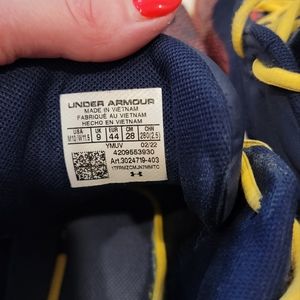 UNDER ARMOUR
MADE IN VIETNAM
FABRIQUÉ AU VIETNAM
HECHO EN VIETNAM
USA UK EUR CM CHN
M10/W11.5 9 44 28 280(2.5)
YMUV 02/22
4209553930
Art.3024719-403